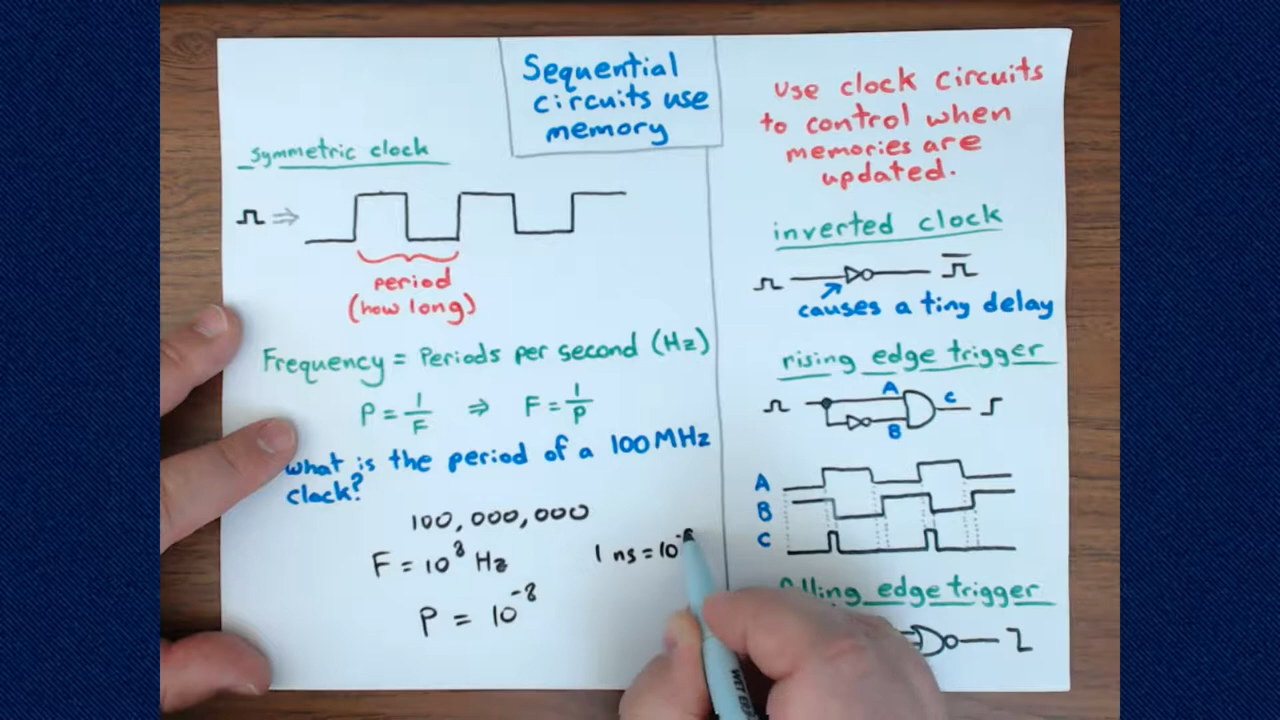 Sequential
circuits use
memory
symmetric clock
period
(how long)
Frequency = Periods per second (Hz)
P = 1/F ⇒ F = 1/P
what is the period of a 100MHz
clock?
100,000,000
F = 10⁸ Hz
P = 10⁻⁸
1 ns = 10
use clock circuits
to control when
memories are
updated.
inverted clock
causes a tiny delay
rising edge trigger
A
B
C
A
B
C
edge trigger